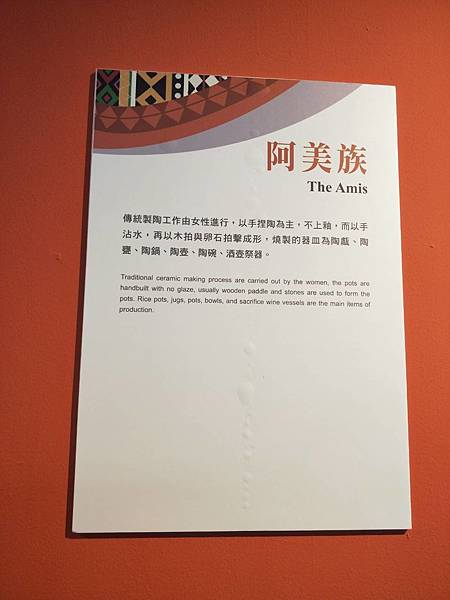 阿美族
The Amis
傳統製陶工作由女性進行，以手捏陶為主，不上釉，而以手
沾水，再以木拍與卵石拍擊成形，燒製的器皿為陶甑、陶
甕、陶鍋、陶壺、陶碗、酒壺祭器。
Traditional ceramic making process are carried out by the women, the pots are
handbuilt with no glaze, usually wooden paddle and stones are used to form the
pots. Rice pots, jugs, pots, bowls, and sacrifice wine vessels are the main items of
production.